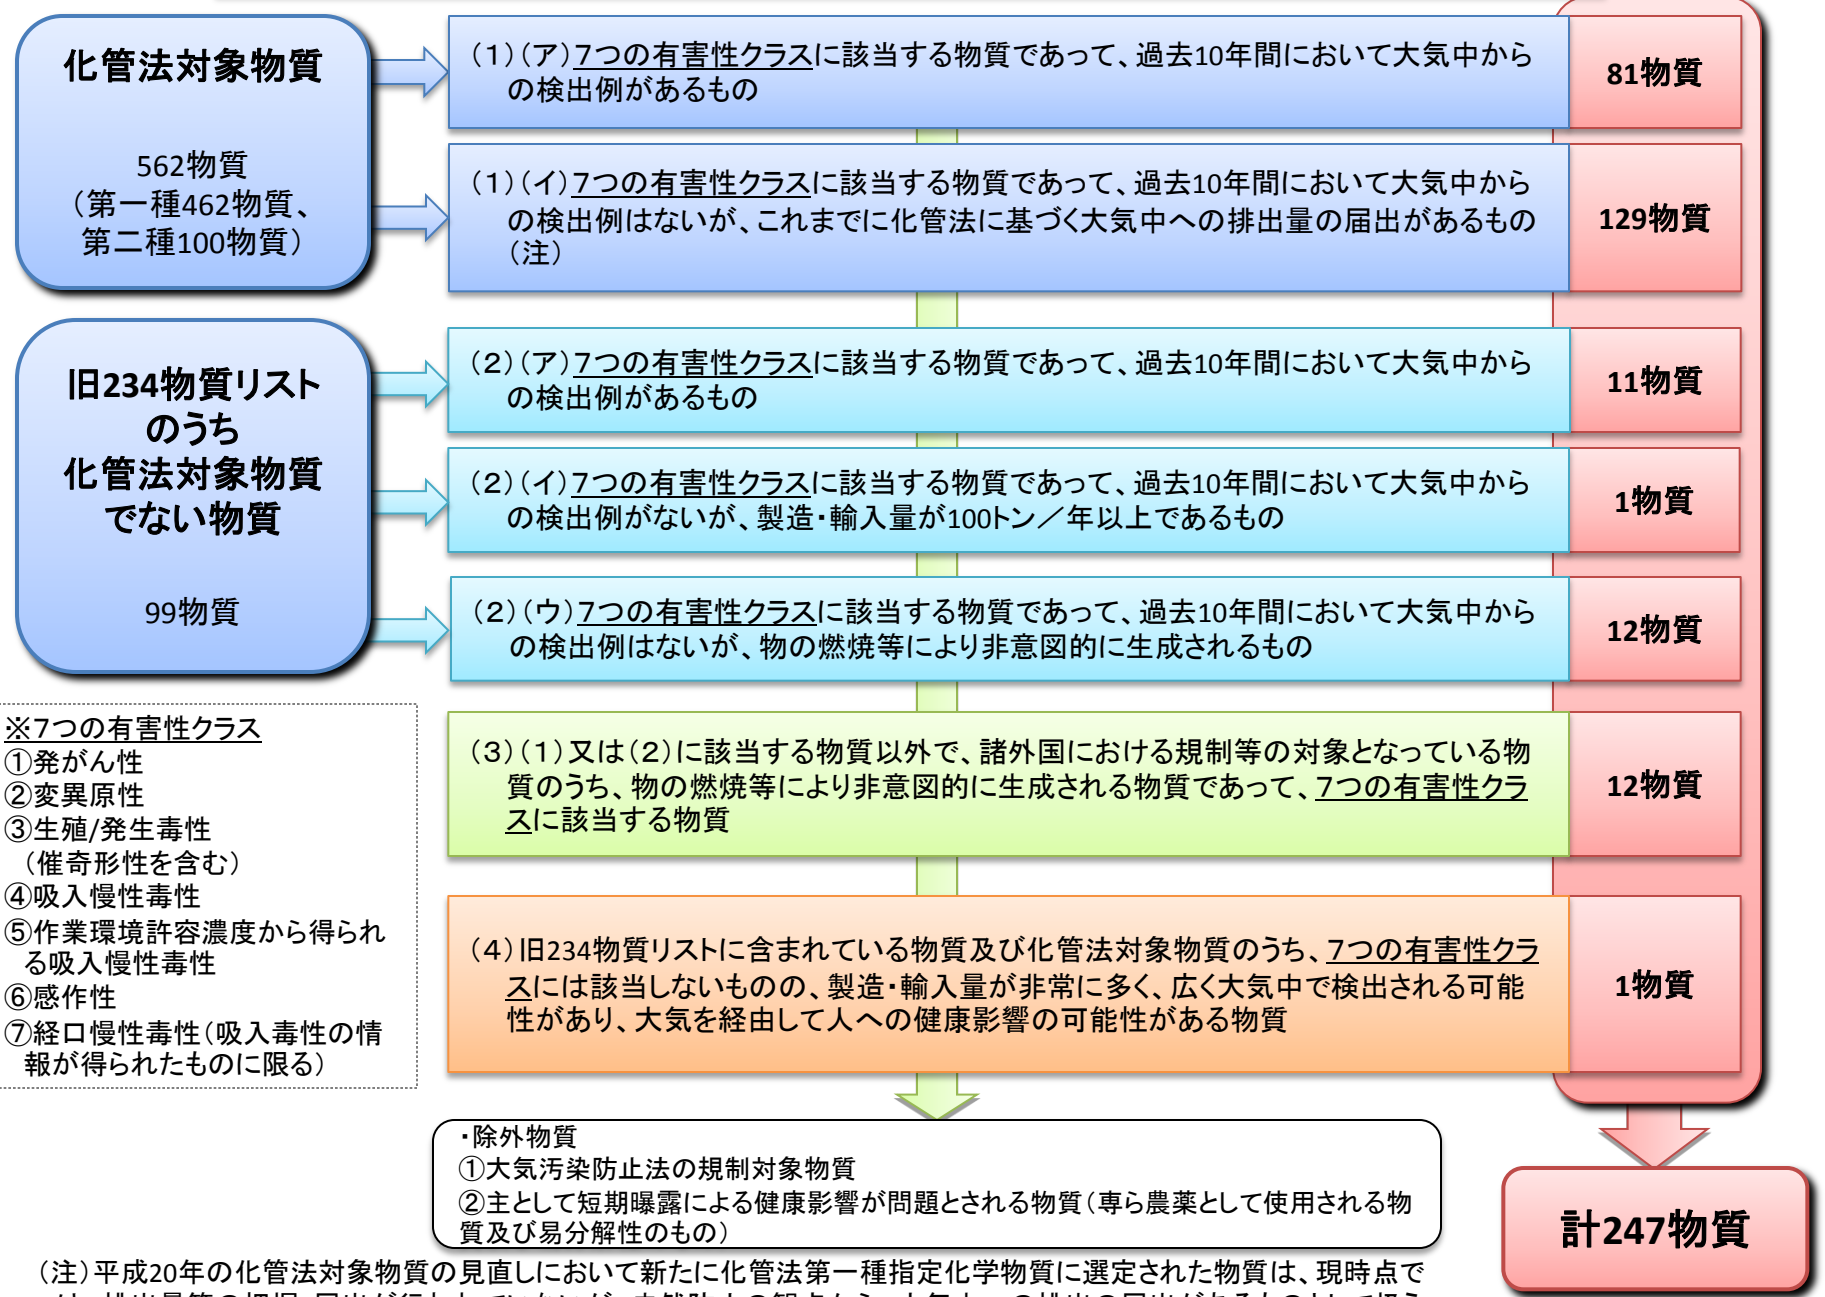 化管法対象物質
562物質
（第一種462物質、
第二種100物質）
（１）（ア）７つの有害性クラスに該当する物質であって、過去10年間において大気中から
の検出例があるもの
81物質
（１）（イ）７つの有害性クラスに該当する物質であって、過去10年間において大気中から
の検出例はないが、これまでに化管法に基づく大気中への排出量の届出があるもの
（注）
129物質
旧234物質リスト
のうち
化管法対象物質
でない物質
99物質
（２）（ア）７つの有害性クラスに該当する物質であって、過去10年間において大気中から
の検出例があるもの
11物質
（２）（イ）７つの有害性クラスに該当する物質であって、過去10年間において大気中から
の検出例がないが、製造・輸入量が100トン／年以上であるもの
1物質
（２）（ウ）７つの有害性クラスに該当する物質であって、過去10年間において大気中から
の検出例はないが、物の燃焼等により非意図的に生成されるもの
12物質
※７つの有害性クラス
①発がん性
②変異原性
③生殖/発生毒性
（催奇形性を含む）
④吸入慢性毒性
⑤作業環境許容濃度から得られ
る吸入慢性毒性
⑥感作性
⑦経口慢性毒性（吸入毒性の情
報が得られたものに限る）
（３）（１）又は（２）に該当する物質以外で、諸外国における規制等の対象となっている物
質のうち、物の燃焼等により非意図的に生成される物質であって、７つの有害性クラ
スに該当する物質
12物質
（４）旧234物質リストに含まれている物質及び化管法対象物質のうち、７つの有害性クラ
スには該当しないものの、製造・輸入量が非常に多く、広く大気中で検出される可能
性があり、大気を経由して人への健康影響の可能性がある物質
1物質
・除外物質
①大気汚染防止法の規制対象物質
②主として短期曝露による健康影響が問題とされる物質（専ら農薬として使用される物
質及び易分解性のもの）
計247物質
（注）平成20年の化管法対象物質の見直しにおいて新たに化管法第一種指定化学物質に選定された物質は、現時点で